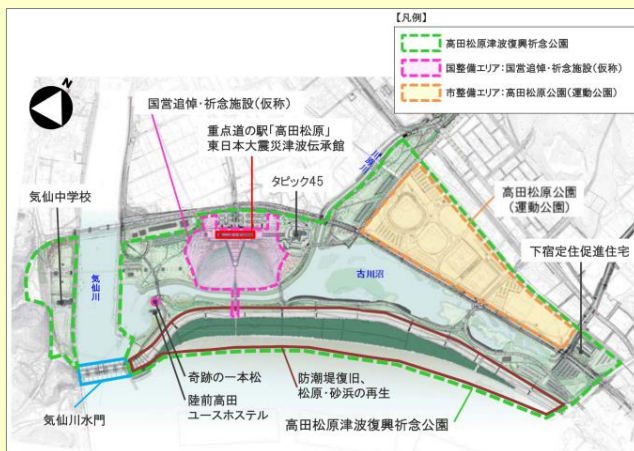 【凡例】
高田松原津波復興祈念公園
国整備エリア:国営追悼・祈念施設(仮称)
市整備エリア:高田松原公園(運動公園)
N
国営追悼・祈念施設(仮称)
重点道の駅「高田松原」
東日本大震災津波伝承館
タピック45
川原川
気仙中学校
高田松原公園
(運動公園)
下宿定住促進住宅
気仙川
古川沼
奇跡の一本松
陸前高田
ユースホステル
防潮堤復旧、
松原・砂浜の再生
気仙川水門
高田松原津波復興祈念公園